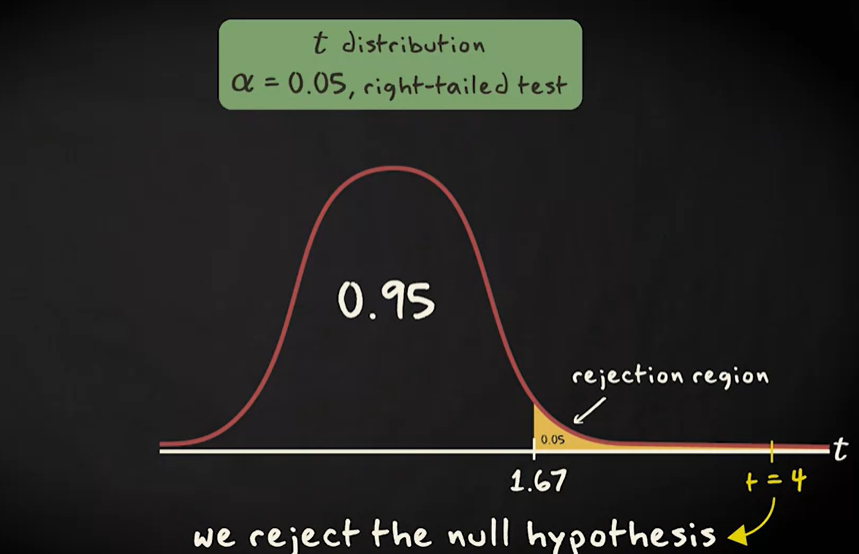 t distribution
α = 0.05, right-tailed test
0.95
rejection region
0.05
t
1.67
t = 4
we reject the null hypothesis